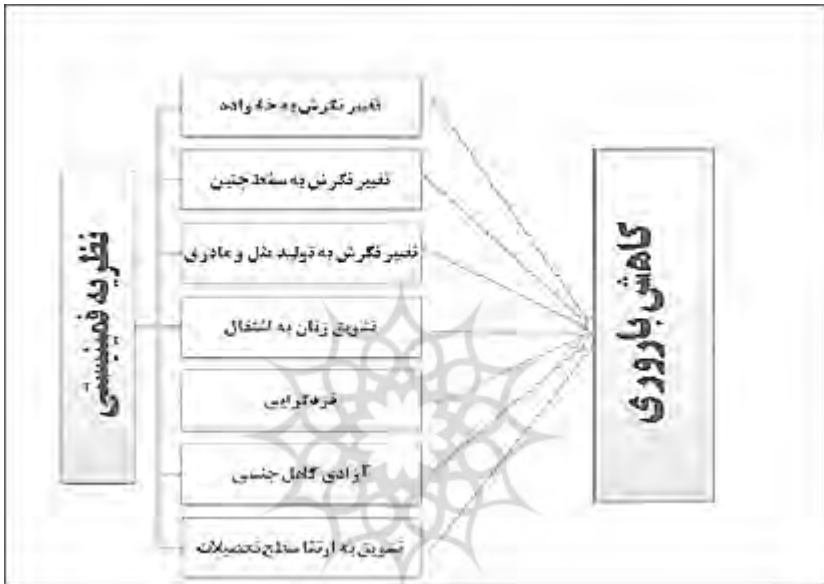 کاهش باروری
تغییر نگرش به خانواده
تغییر نگرش به سقط جنین
تغییر نگرش به تولید مثل و مادری
تشویق زنان به اشتغال
فردگرایی
آزادی کامل جنسی
تشویق به ارتقا سطح تحصیلات
نظریه فمینیستی